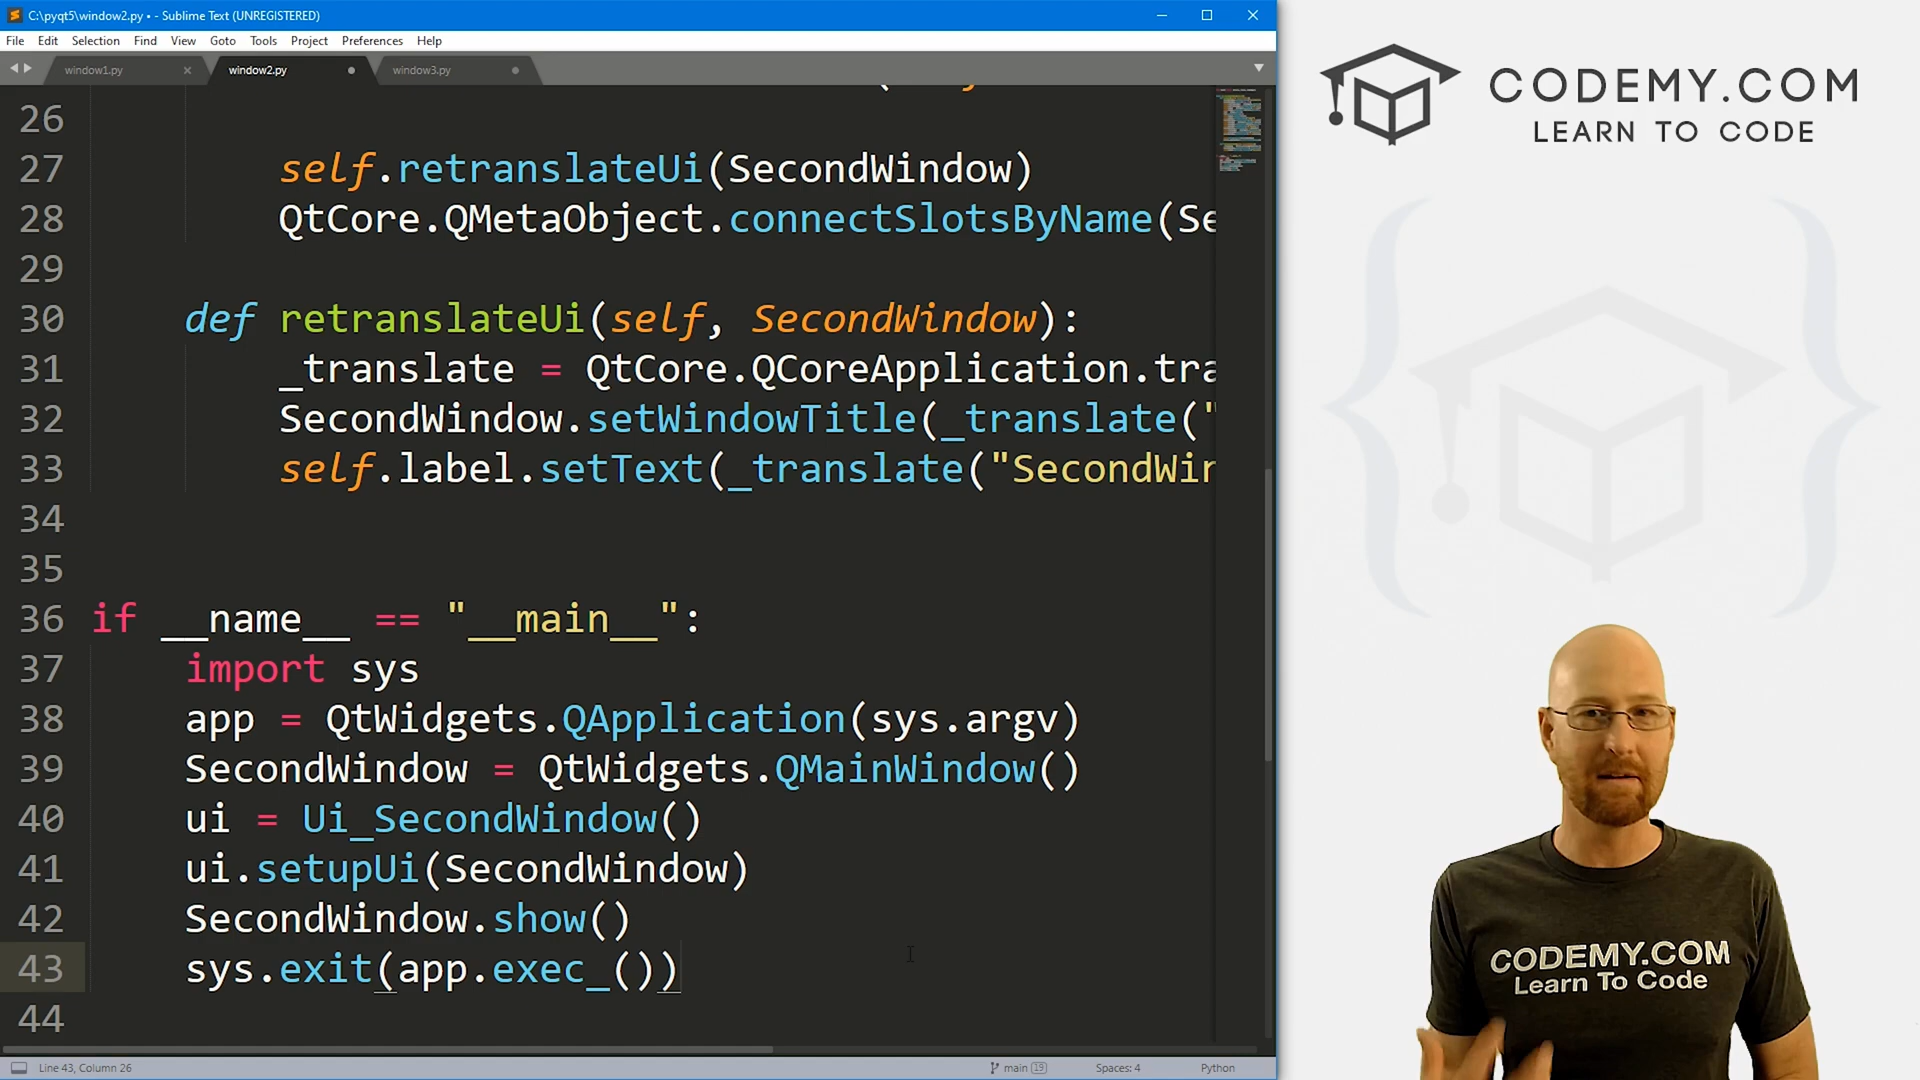 C:\pyqt5\window2.py • - Sublime Text (UNREGISTERED)
File Edit Selection Find View Goto Tools Project Preferences Help
window1.py window2.py window3.py
26
27 self.retranslateUi(SecondWindow)
28 QtCore.QMetaObject.connectSlotsByName(Se
29
30 def retranslateUi(self, SecondWindow):
31 _translate = QtCore.QCoreApplication.tra
32 SecondWindow.setWindowTitle(_translate("
33 self.label.setText(_translate("SecondWin
34
35
36 if __name__ == "__main__":
37 import sys
38 app = QtWidgets.QApplication(sys.argv)
39 SecondWindow = QtWidgets.QMainWindow()
40 ui = Ui_SecondWindow()
41 ui.setupUi(SecondWindow)
42 SecondWindow.show()
43 sys.exit(app.exec_())
44
Line 43, Column 26 main 19 Spaces: 4 Python
CODEMY.COM
LEARN TO CODE
CODEMY.COM
Learn To Code